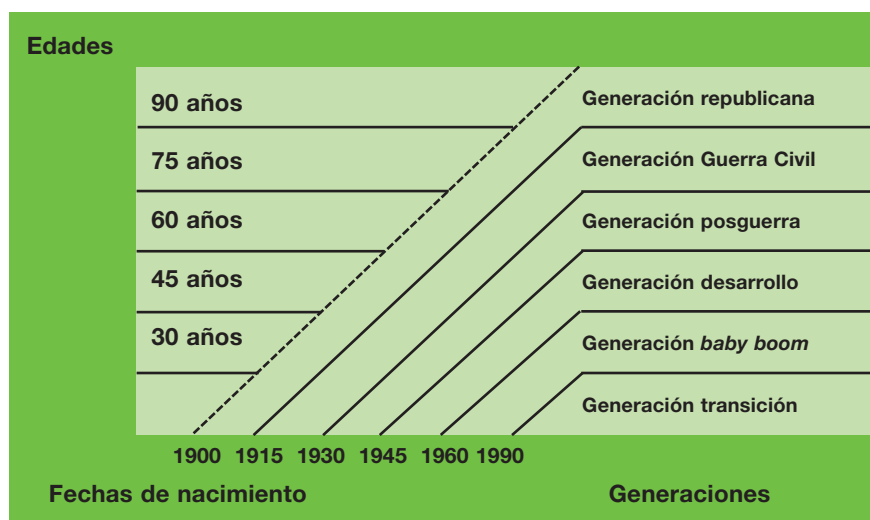 Edades
90 años
Generación republicana
75 años
Generación Guerra Civil
60 años
Generación posguerra
45 años
Generación desarrollo
30 años
Generación baby boom
Generación transición
1900 1915 1930 1945 1960 1990
Fechas de nacimiento
Generaciones